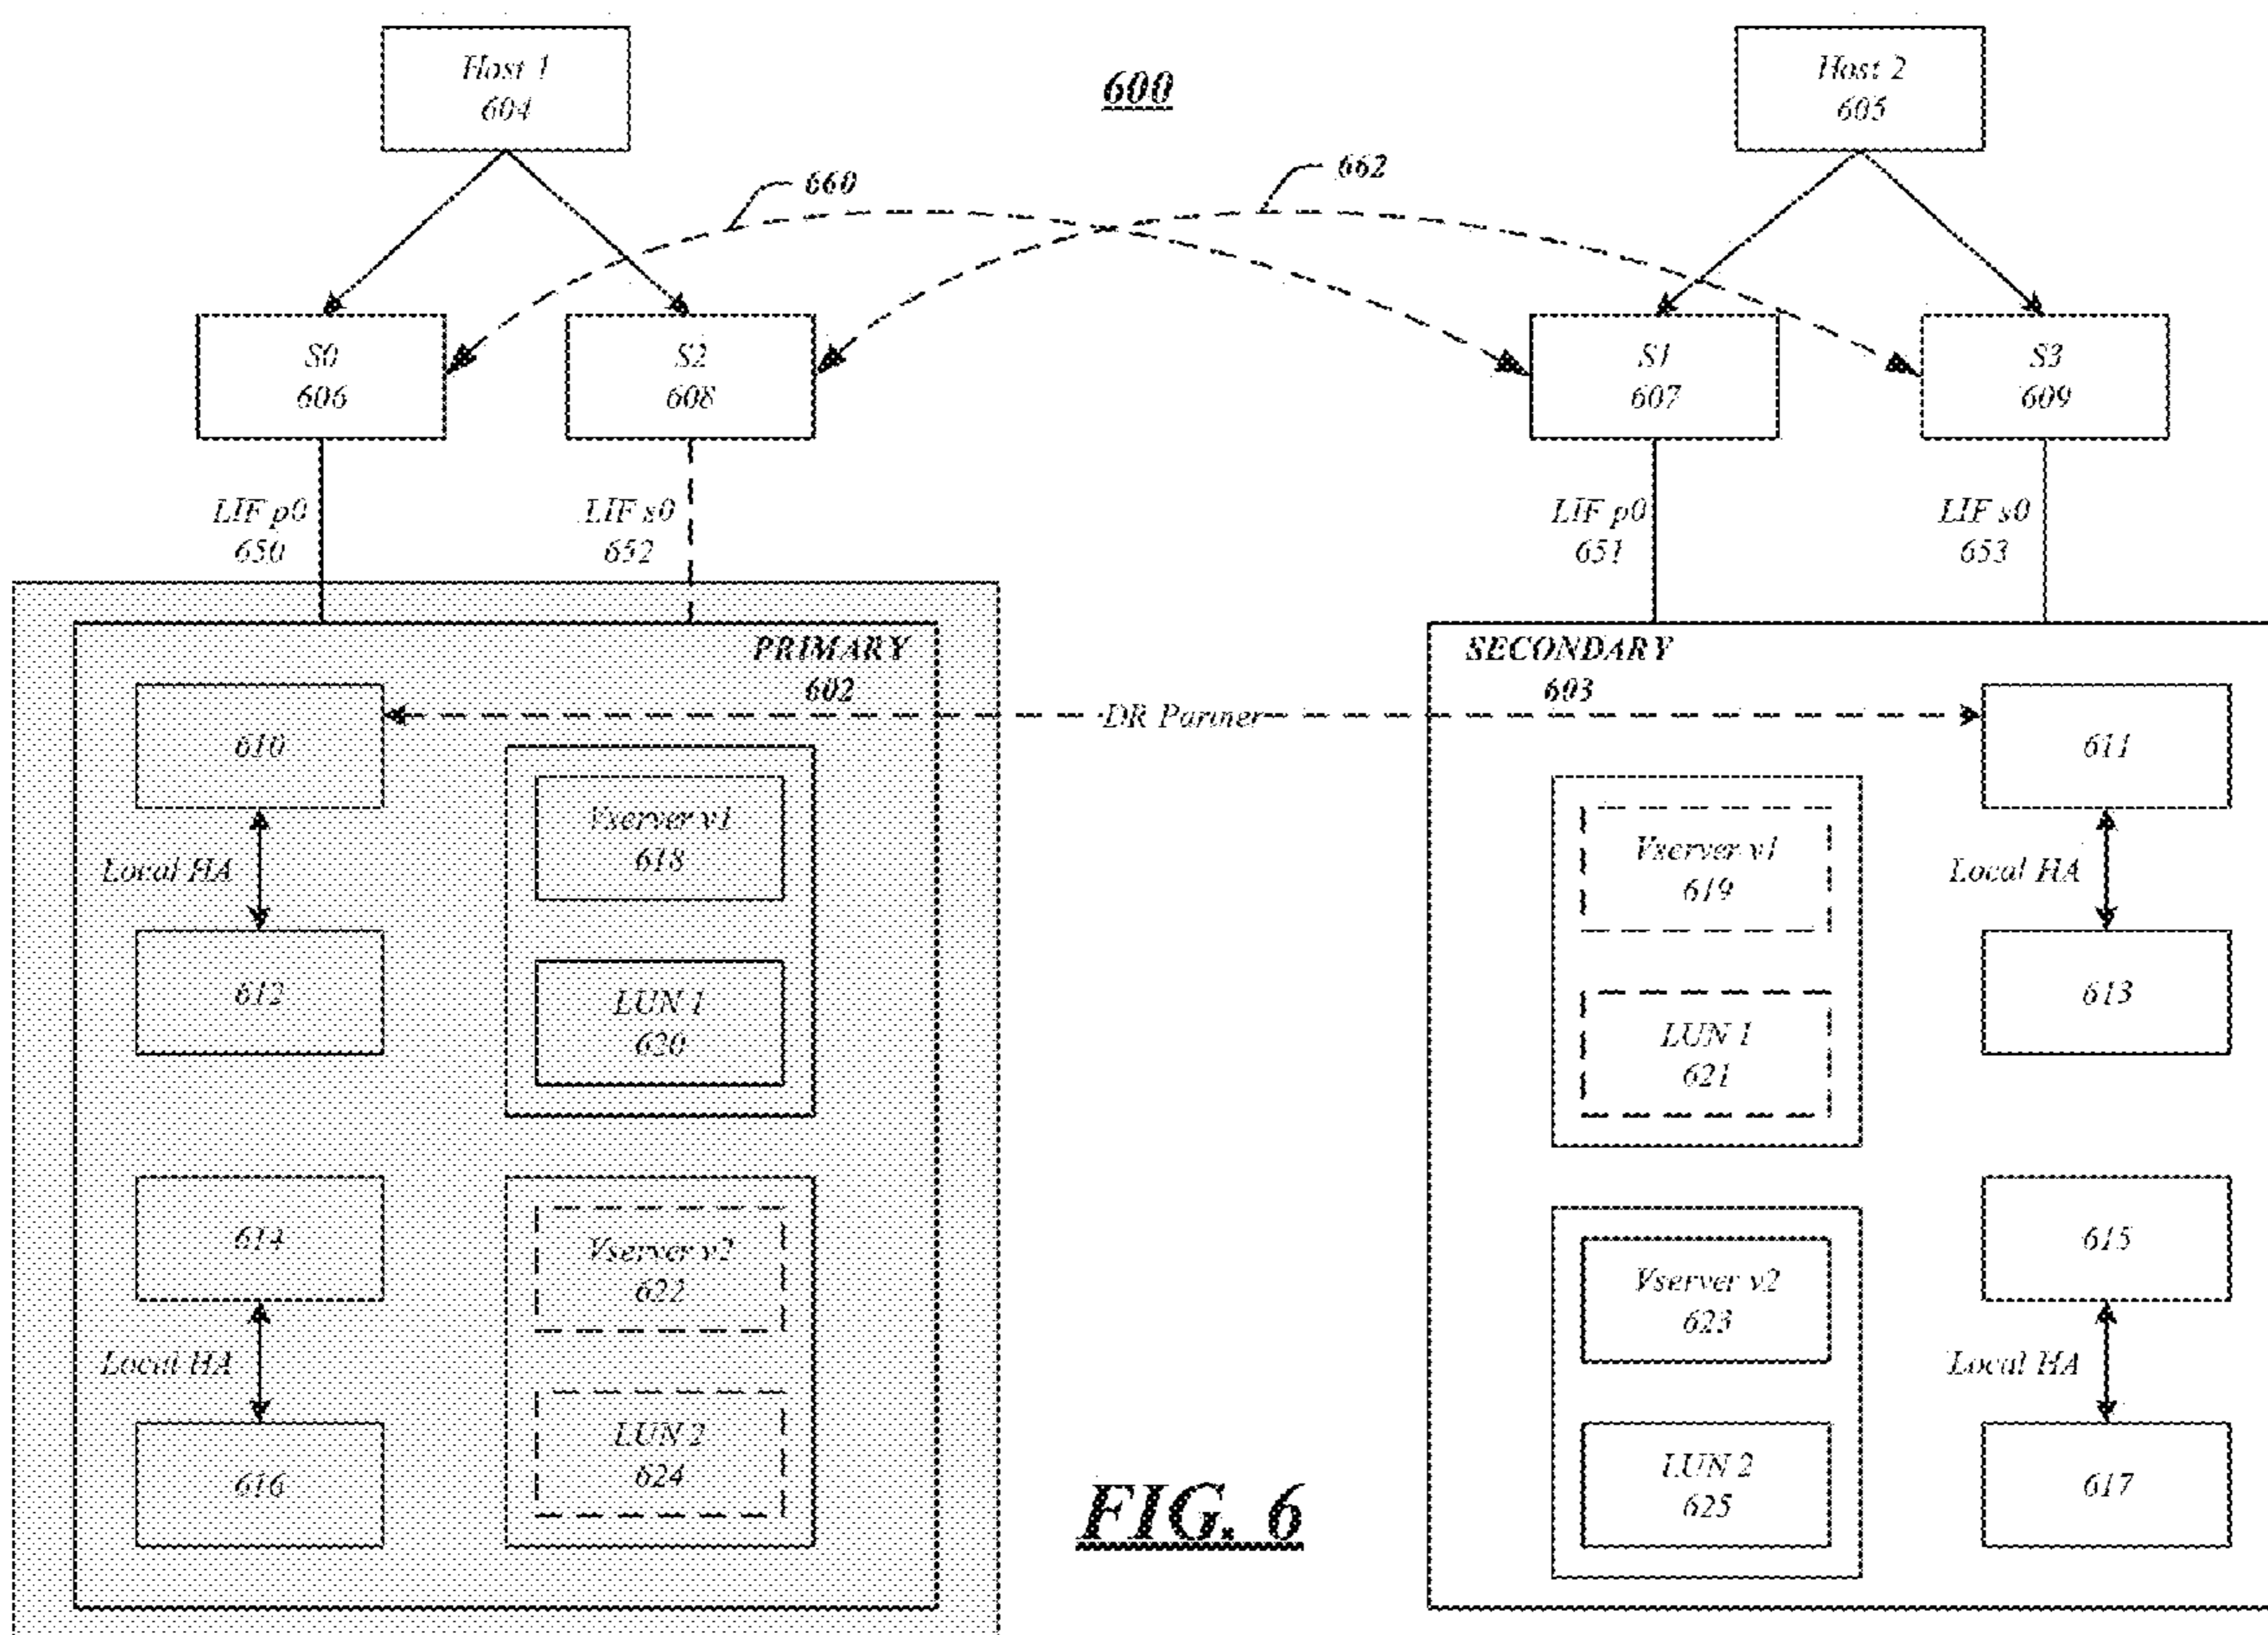 Host 1
604
600
Host 2
605
660
662
S0
606
S2
608
S1
607
S3
609
LIF p0
650
LIF s0
652
LIF p0
651
LIF s0
653
PRIMARY
602
SECONDARY
603
DR Partner
610
Local HA
612
Vserver v1
618
LUN 1
620
614
Local HA
616
Vserver v2
622
LUN 2
624
Vserver v1
619
LUN 1
621
611
Local HA
613
Vserver v2
623
LUN 2
625
615
Local HA
617
FIG. 6